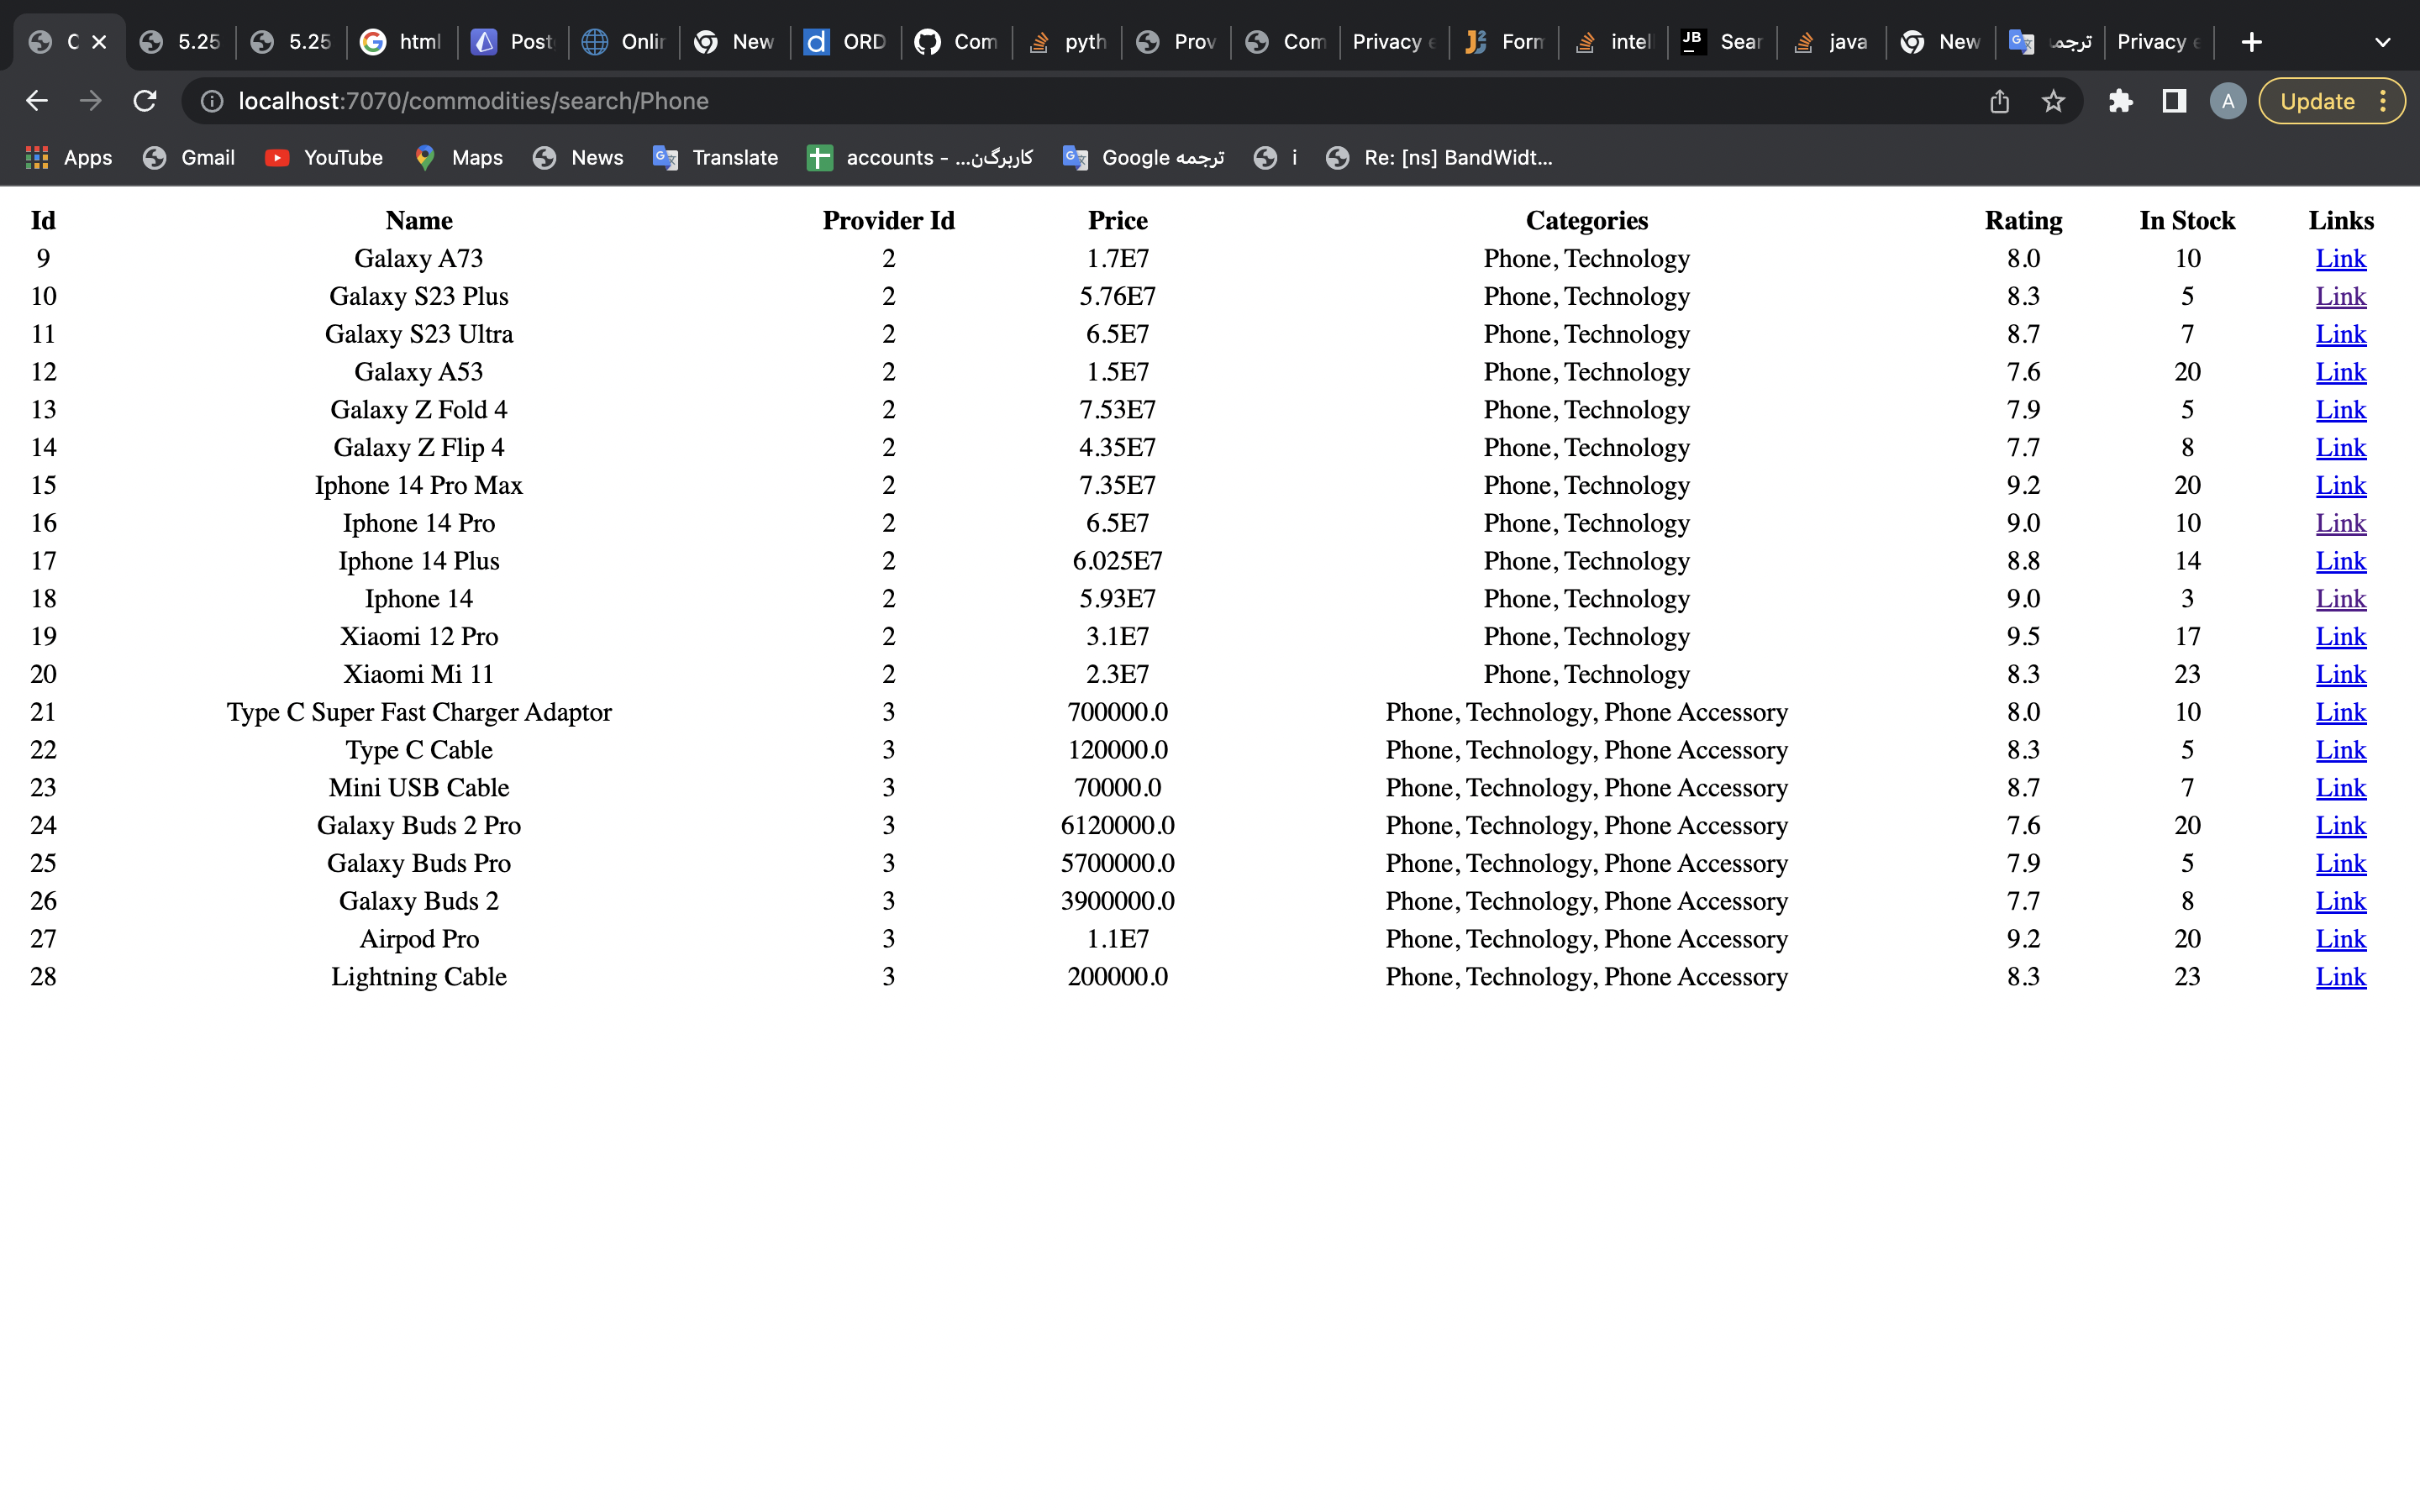 C 5.25 5.25 html Post Onlin New ORD Com pyth Prov Com Privacy Form intell Sear java New ترجمه Privacy
localhost:7070/commodities/search/Phone A Update
Apps Gmail YouTube Maps News Translate accounts - ...کاربرگ‌ن Google ترجمه i Re: [ns] BandWidt...
Id Name Provider Id Price Categories Rating In Stock Links
9 Galaxy A73 2 1.7E7 Phone, Technology 8.0 10 Link
10 Galaxy S23 Plus 2 5.76E7 Phone, Technology 8.3 5 Link
11 Galaxy S23 Ultra 2 6.5E7 Phone, Technology 8.7 7 Link
12 Galaxy A53 2 1.5E7 Phone, Technology 7.6 20 Link
13 Galaxy Z Fold 4 2 7.53E7 Phone, Technology 7.9 5 Link
14 Galaxy Z Flip 4 2 4.35E7 Phone, Technology 7.7 8 Link
15 Iphone 14 Pro Max 2 7.35E7 Phone, Technology 9.2 20 Link
16 Iphone 14 Pro 2 6.5E7 Phone, Technology 9.0 10 Link
17 Iphone 14 Plus 2 6.025E7 Phone, Technology 8.8 14 Link
18 Iphone 14 2 5.93E7 Phone, Technology 9.0 3 Link
19 Xiaomi 12 Pro 2 3.1E7 Phone, Technology 9.5 17 Link
20 Xiaomi Mi 11 2 2.3E7 Phone, Technology 8.3 23 Link
21 Type C Super Fast Charger Adaptor 3 700000.0 Phone, Technology, Phone Accessory 8.0 10 Link
22 Type C Cable 3 120000.0 Phone, Technology, Phone Accessory 8.3 5 Link
23 Mini USB Cable 3 70000.0 Phone, Technology, Phone Accessory 8.7 7 Link
24 Galaxy Buds 2 Pro 3 6120000.0 Phone, Technology, Phone Accessory 7.6 20 Link
25 Galaxy Buds Pro 3 5700000.0 Phone, Technology, Phone Accessory 7.9 5 Link
26 Galaxy Buds 2 3 3900000.0 Phone, Technology, Phone Accessory 7.7 8 Link
27 Airpod Pro 3 1.1E7 Phone, Technology, Phone Accessory 9.2 20 Link
28 Lightning Cable 3 200000.0 Phone, Technology, Phone Accessory 8.3 23 Link